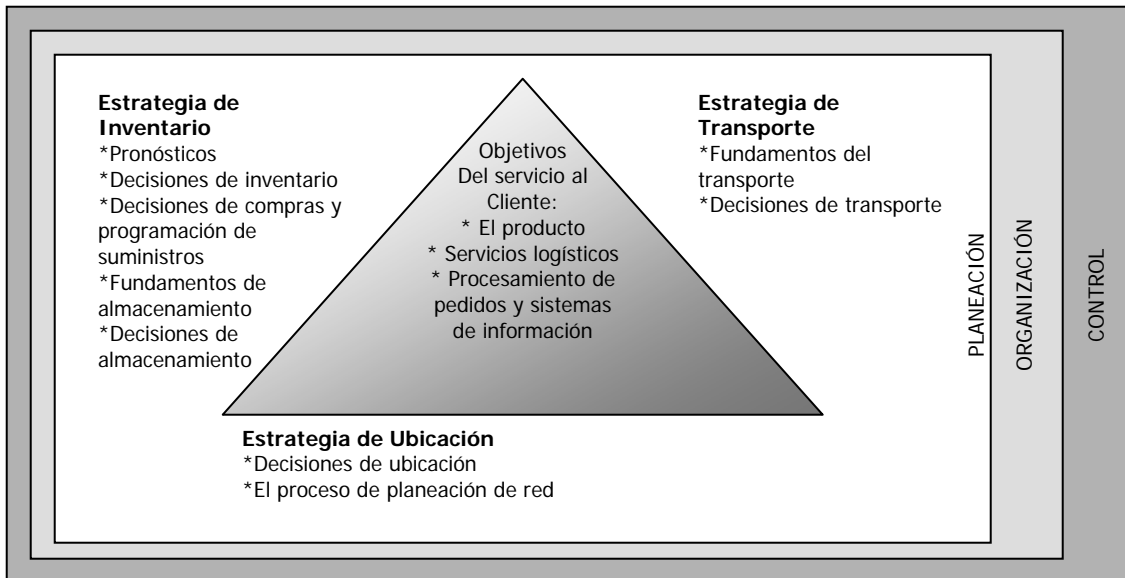 Estrategia de
Inventario
*Pronósticos
*Decisiones de inventario
*Decisiones de compras y
programación de
suministros
*Fundamentos de
almacenamiento
*Decisiones de
almacenamiento
Objetivos
Del servicio al
Cliente:
* El producto
* Servicios logísticos
* Procesamiento de
pedidos y sistemas
de información
Estrategia de
Transporte
*Fundamentos del
transporte
*Decisiones de transporte
Estrategia de Ubicación
*Decisiones de ubicación
*El proceso de planeación de red
PLANEACIÓN
ORGANIZACIÓN
CONTROL